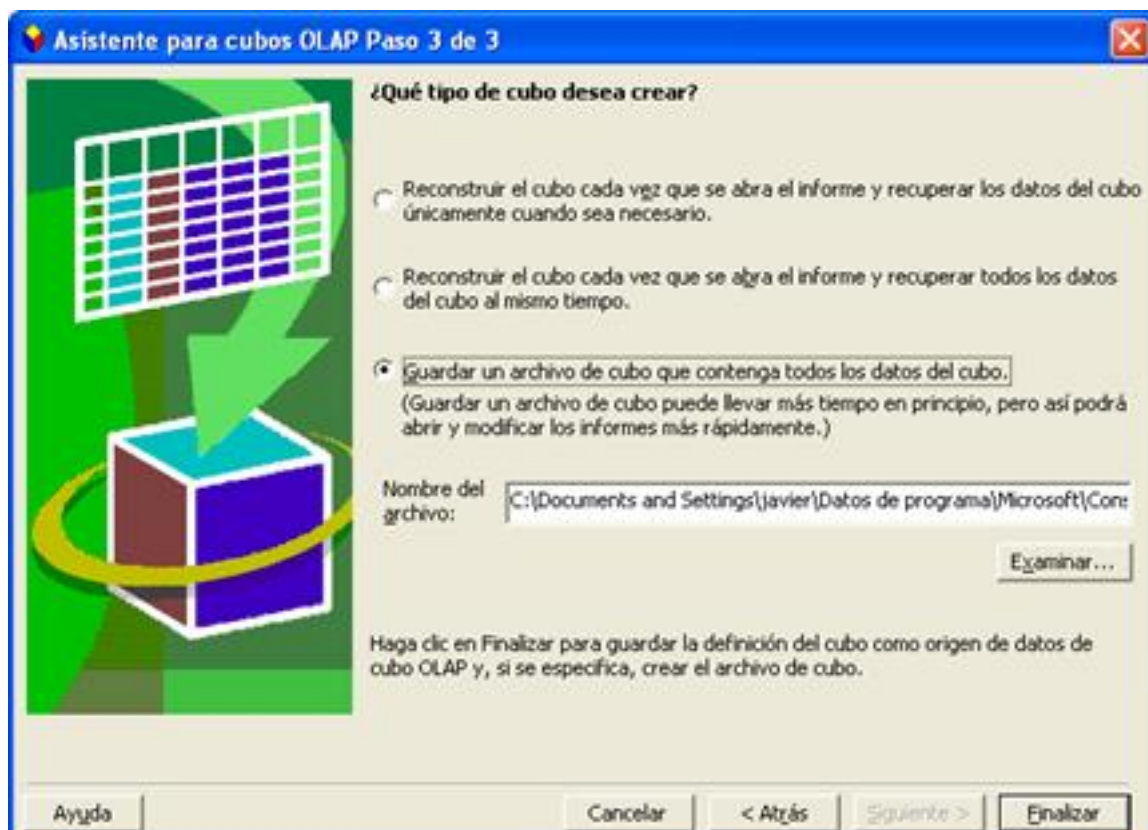 Asistente para cubos OLAP Paso 3 de 3
¿Qué tipo de cubo desea crear?
Reconstruir el cubo cada vez que se abra el informe y recuperar los datos del cubo
únicamente cuando sea necesario.
Reconstruir el cubo cada vez que se abra el informe y recuperar todos los datos
del cubo al mismo tiempo.
Guardar un archivo de cubo que contenga todos los datos del cubo.
(Guardar un archivo de cubo puede llevar más tiempo en principio, pero así podrá
abrir y modificar los informes más rápidamente.)
Nombre del
archivo:
C:\Documents and Settings\javier\Datos de programa\Microsoft\Cons
Examinar...
Haga clic en Finalizar para guardar la definición del cubo como origen de datos de
cubo OLAP y, si se especifica, crear el archivo de cubo.
Ayuda
Cancelar
< Atrás
Siguiente >
Finalizar